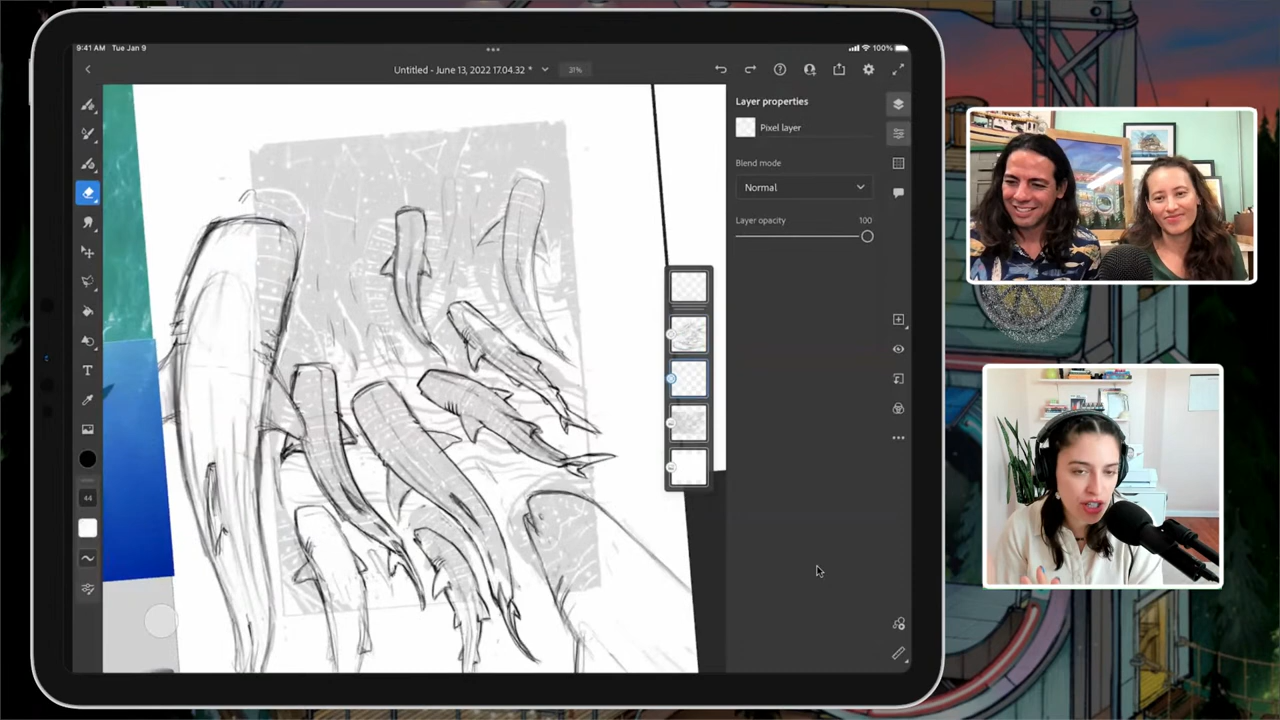 9:41 AM Tue Jan 9
100%
Untitled - June 13, 2022 17.04.32 *
31%
Layer properties
Pixel layer
Blend mode
Normal
Layer opacity 100
T
44